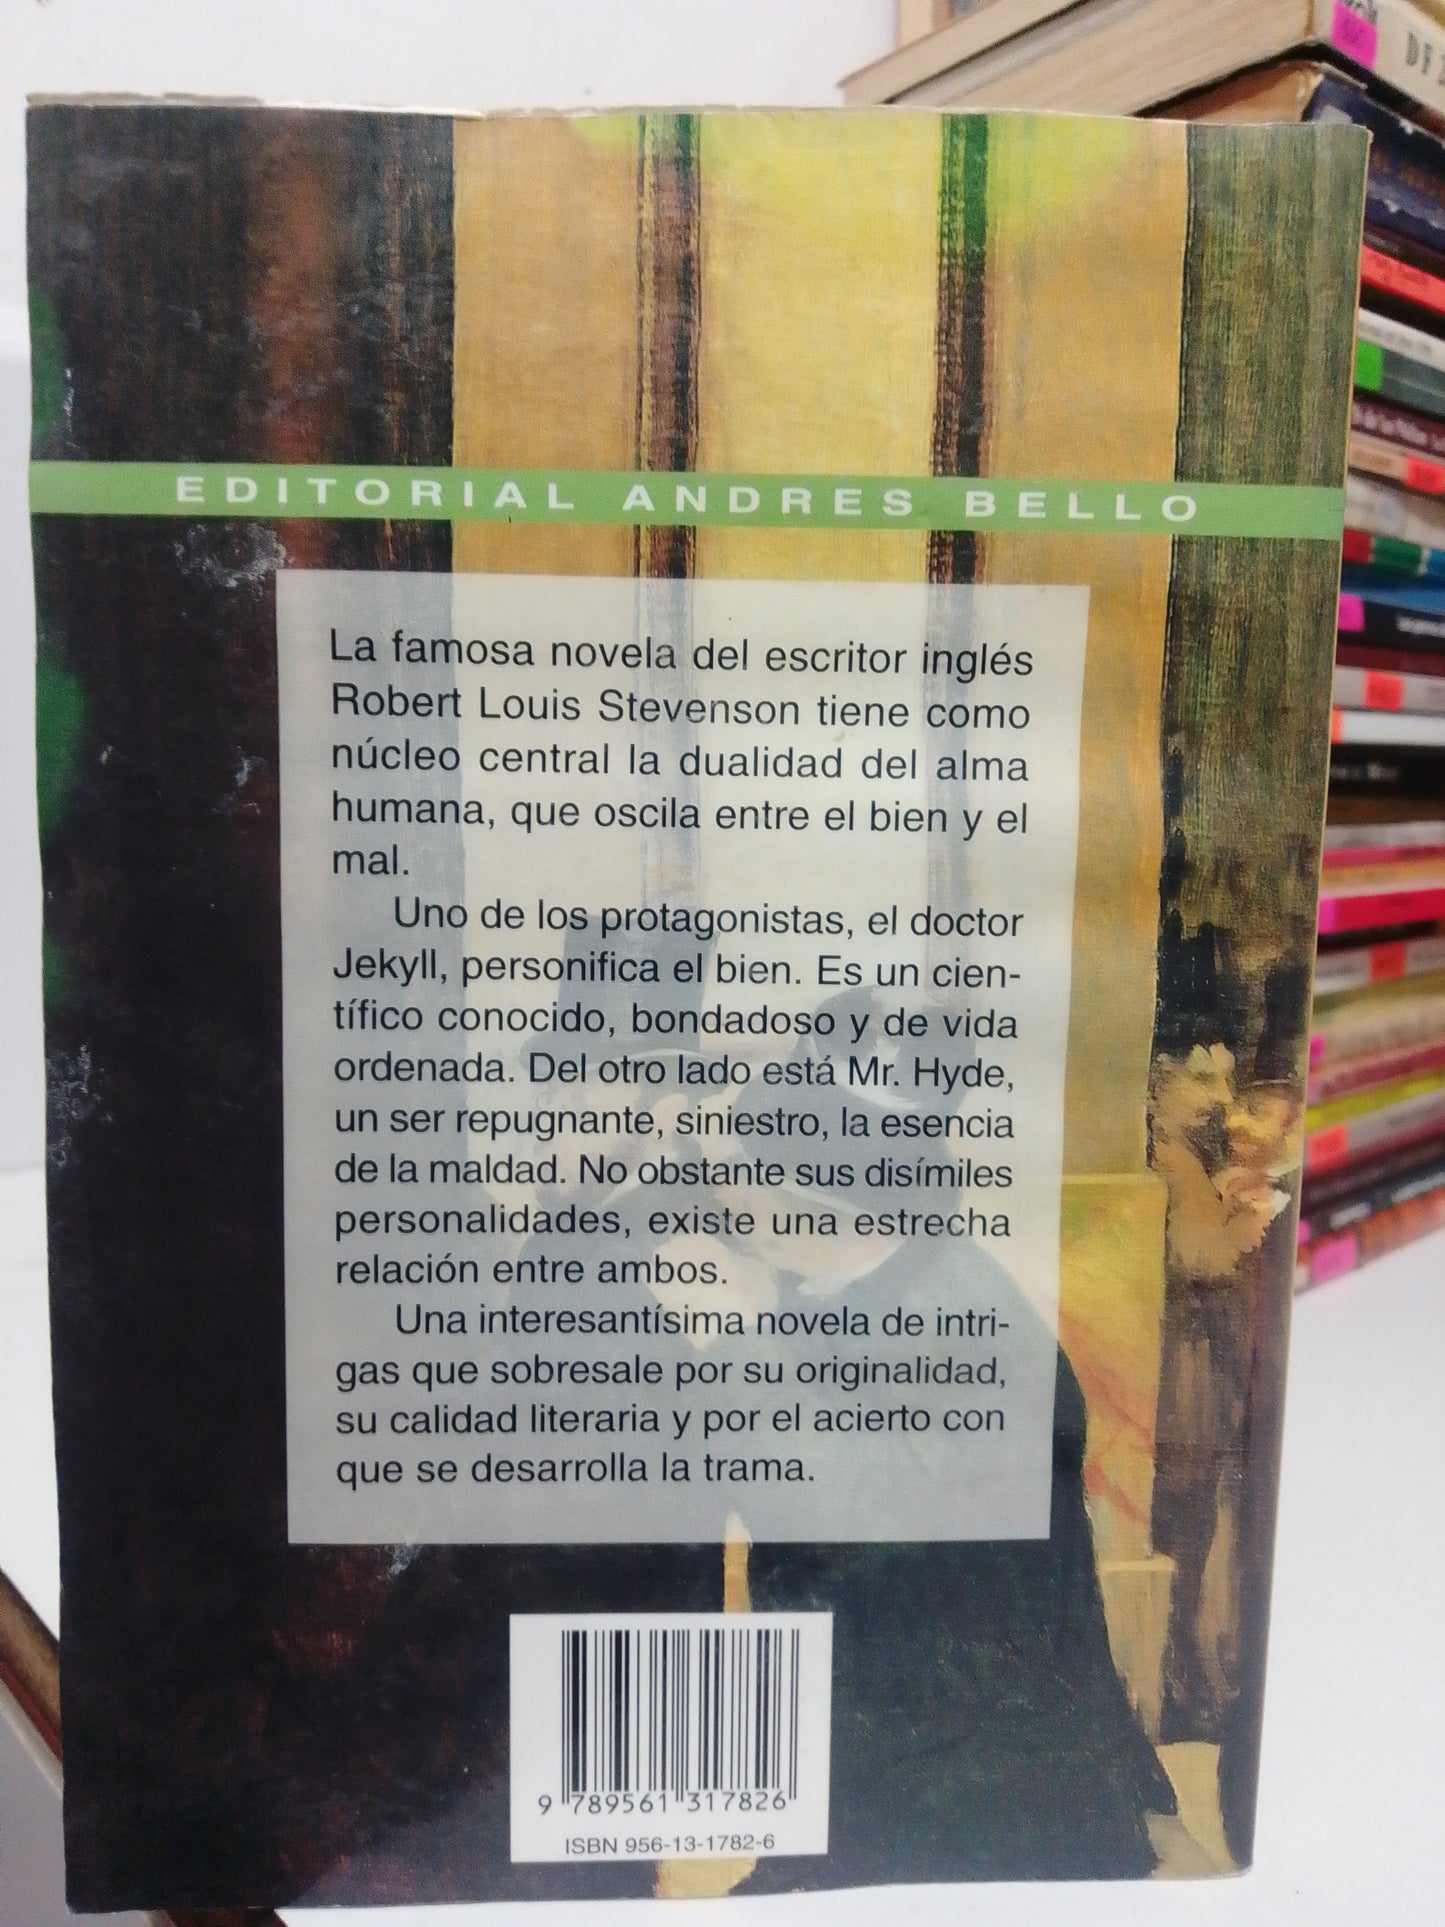 EDITORIAL ANDRES BELLO
La famosa novela del escritor inglés
Robert Louis Stevenson tiene como
núcleo central la dualidad del alma
humana, que oscila entre el bien y el
mal.
Uno de los protagonistas, el doctor
Jekyll, personifica el bien. Es un cien-
tífico conocido, bondadoso y de vida
ordenada. Del otro lado está Mr. Hyde,
un ser repugnante, siniestro, la esencia
de la maldad. No obstante sus disímiles
personalidades, existe una estrecha
relación entre ambos.
Una interesantísima novela de intri-
gas que sobresale por su originalidad,
su calidad literaria y por el acierto con
que se desarrolla la trama.
9 789561 317826
ISBN 956-13-1782-6